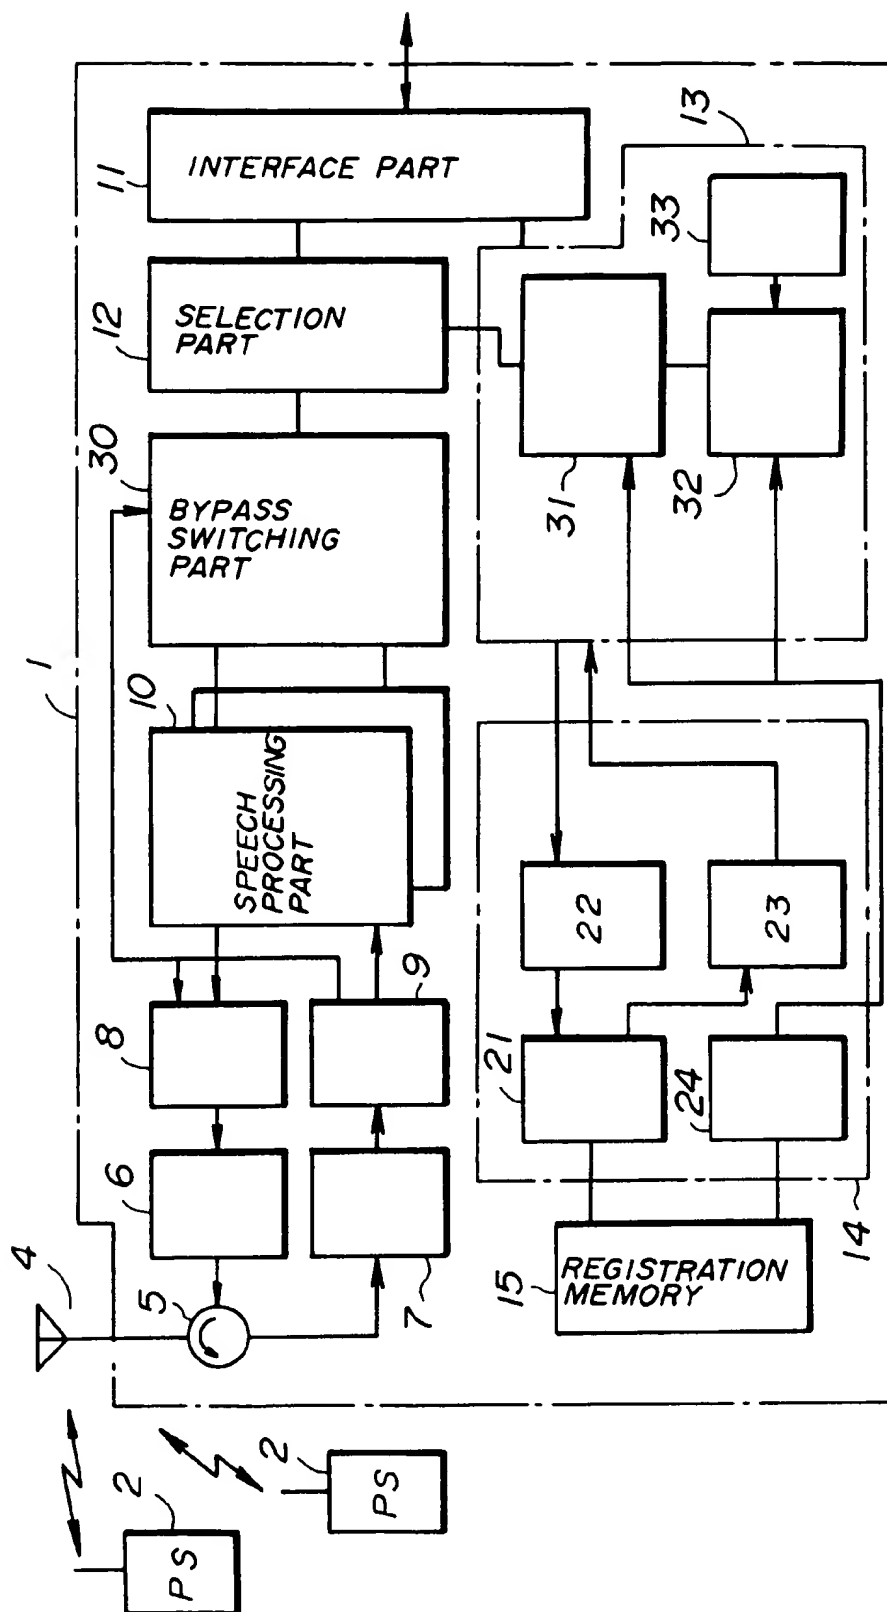 1
4
5
6
8
10
SPEECH
PROCESSING
PART
30
BYPASS
SWITCHING
PART
12
SELECTION
PART
11
INTERFACE PART
2
PS
2
PS
7
9
15
REGISTRATION
MEMORY
14
21
22
24
23
31
32
33
13